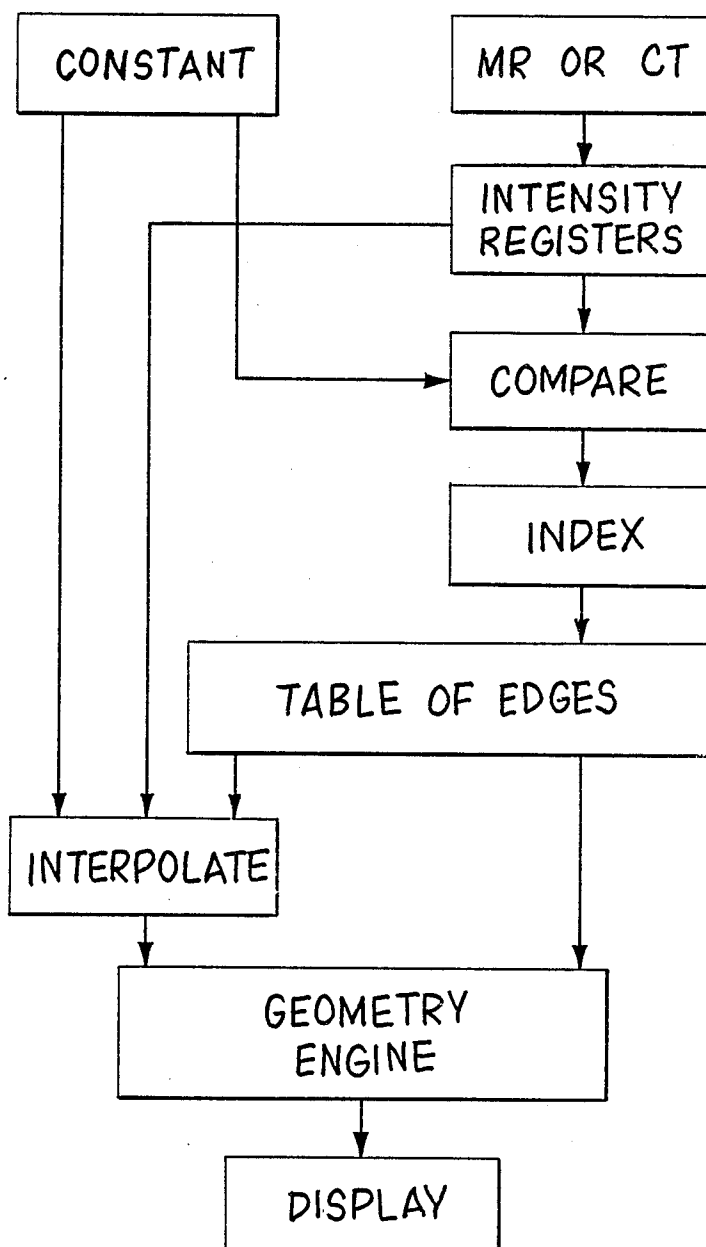 CONSTANT
MR OR CT
INTENSITY
REGISTERS
COMPARE
INDEX
TABLE OF EDGES
INTERPOLATE
GEOMETRY
ENGINE
DISPLAY